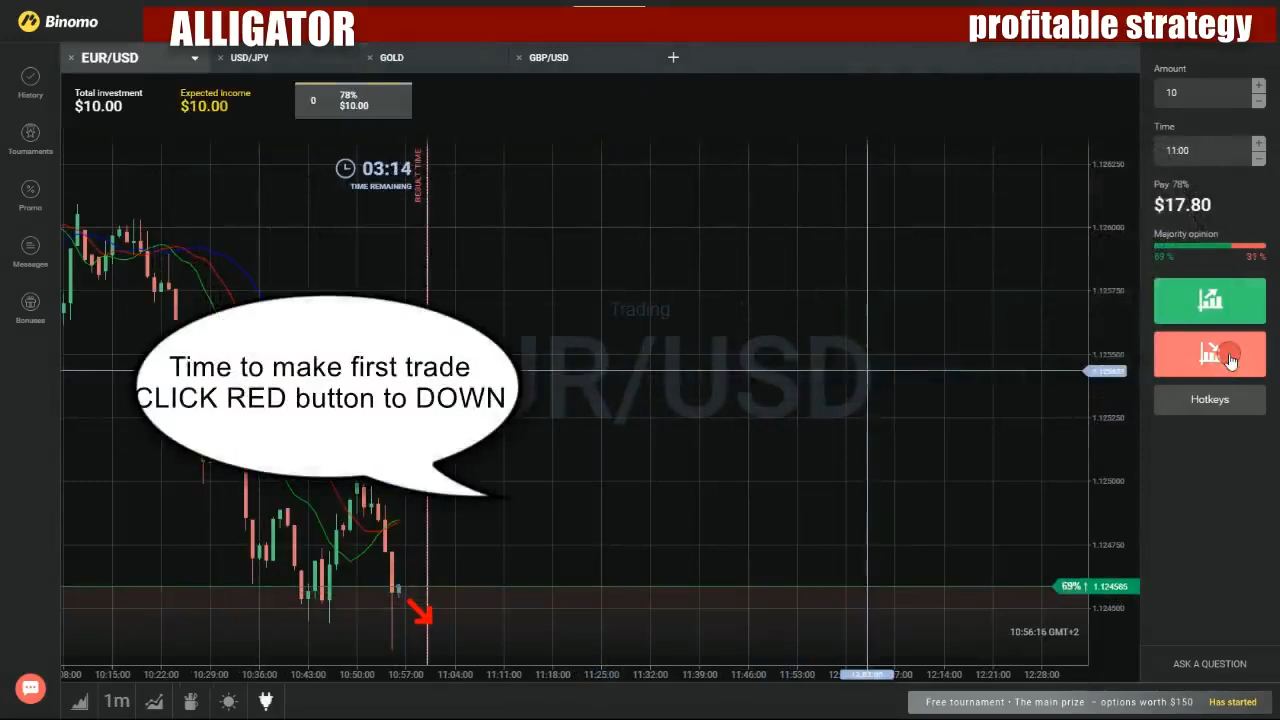 Binomo
ALLIGATOR
profitable strategy
EUR/USD
USD/JPY
GOLD
GBP/USD
Total investment
$10.00
Expected income
$10.00
0
78%
$10.00
History
Tournaments
Promo
Messages
Bonuses
03:14
TIME REMAINING
RESULT TIME
Trading
UR/USD
Time to make first trade
CLICK RED button to DOWN
1.126250
1.126000
1.125750
1.125500
1.125250
1.125000
1.124750
69% ↑ 1.124565
1.124500
10:56:16 GMT+2
Amount
10
+
−
Time
11:00
+
−
Pay 78%
$17.80
Majority opinion
69 %
31 %
Hotkeys
ASK A QUESTION
08:00 10:15:00 10:22:00 10:29:00 10:36:00 10:43:00 10:50:00 10:57:00 11:04:00 11:11:00 11:18:00 11:25:00 11:32:00 11:39:00 11:46:00 11:53:00 12:14:00 12:21:00 12:28:00
1m
Free tournament · The main prize – options worth $150 Has started